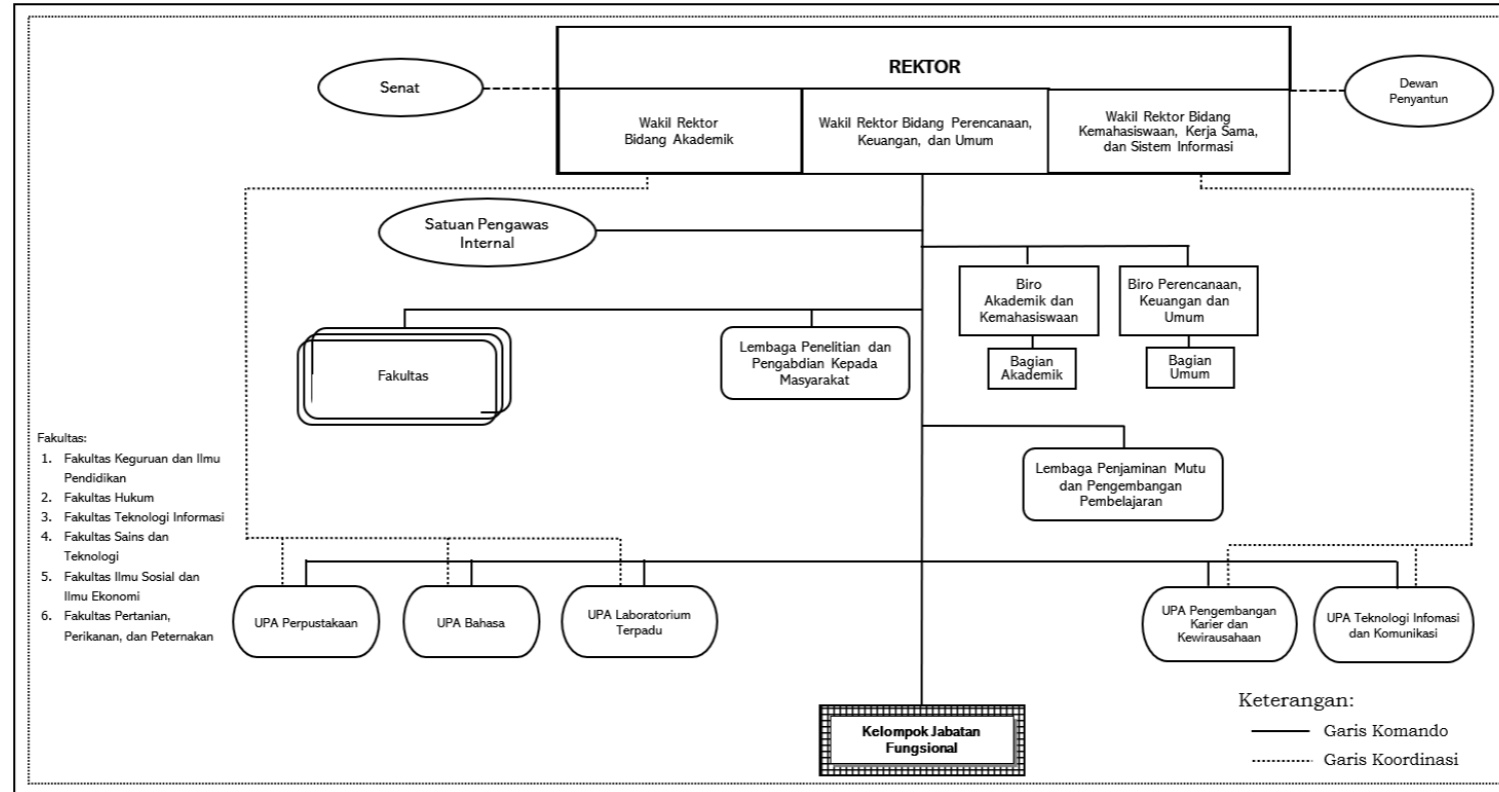 REKTOR
Senat
Dewan
Penyantun
Wakil Rektor
Bidang Akademik
Wakil Rektor Bidang Perencanaan,
Keuangan, dan Umum
Wakil Rektor Bidang
Kemahasiswaan, Kerja Sama,
dan Sistem Informasi
Satuan Pengawas
Internal
Biro
Akademik dan
Kemahasiswaan
Biro Perencanaan,
Keuangan dan
Umum
Fakultas
Lembaga Penelitian dan
Pengabdian Kepada
Masyarakat
Bagian
Akademik
Bagian
Umum
Fakultas:
1. Fakultas Keguruan dan Ilmu
Pendidikan
2. Fakultas Hukum
3. Fakultas Teknologi Informasi
4. Fakultas Sains dan
Teknologi
5. Fakultas Ilmu Sosial dan
Ilmu Ekonomi
6. Fakultas Pertanian,
Perikanan, dan Peternakan
Lembaga Penjaminan Mutu
dan Pengembangan
Pembelajaran
UPA Perpustakaan
UPA Bahasa
UPA Laboratorium
Terpadu
UPA Pengembangan
Karier dan
Kewirausahaan
UPA Teknologi Infomasi
dan Komunikasi
Kelompok Jabatan
Fungsional
Keterangan:
Garis Komando
Garis Koordinasi